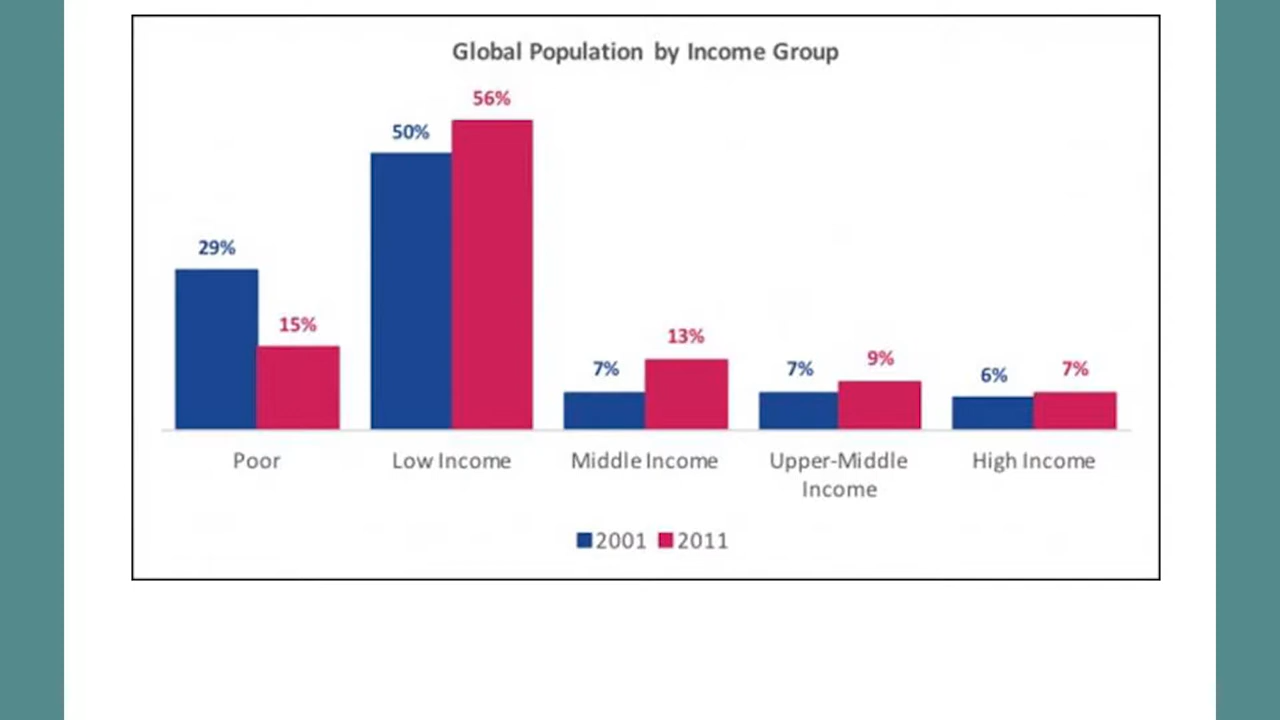 Global Population by Income Group
56%
50%
29%
15%
13%
7%
7%
9%
6%
7%
Poor
Low Income
Middle Income
Upper-Middle
Income
High Income
2001 2011